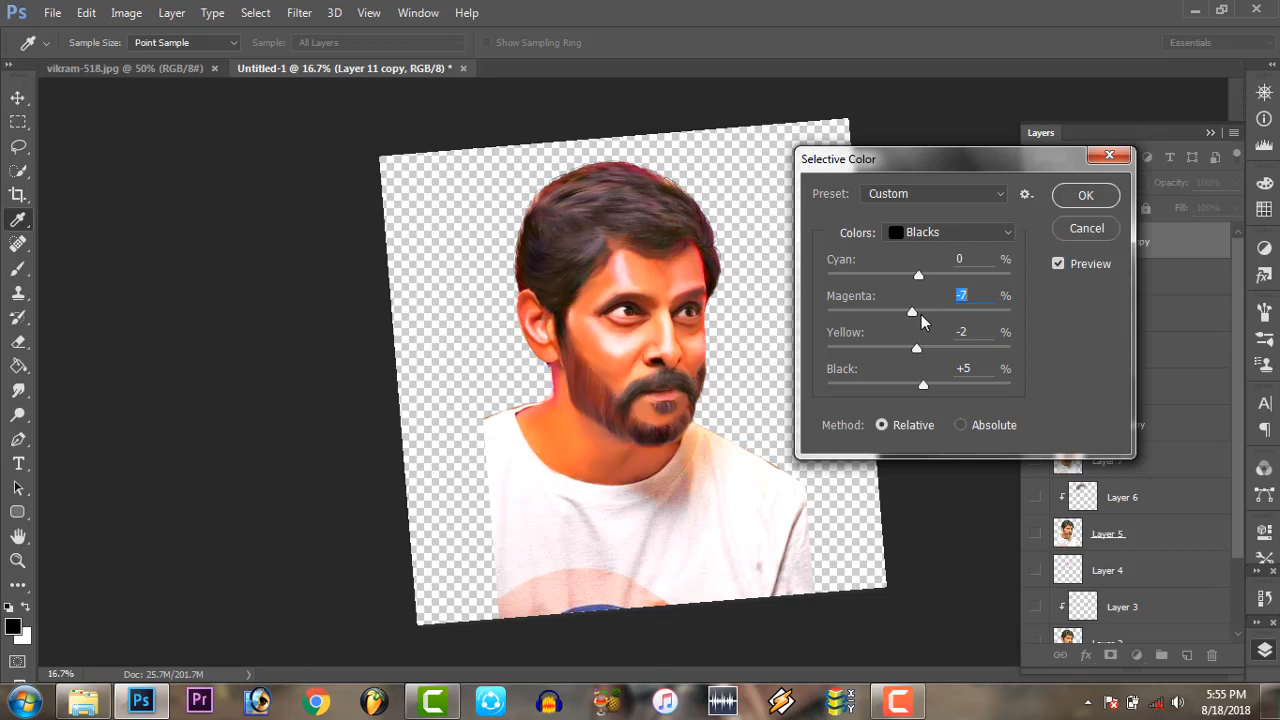 Ps File Edit Image Layer Type Select Filter 3D View Window Help
Sample Size: Point Sample Sample: All Layers Show Sampling Ring Essentials
vikram-518.jpg @ 50% (RGB/8#) × Untitled-1 @ 16.7% (Layer 11 copy, RGB/8) * ×
Layers
Selective Color
Preset: Custom OK
Opacity: 100%
Fill: 100%
Colors: Blacks Cancel
Cyan: 0 % Preview
Magenta: -7 %
Yellow: -2 %
Black: +5 %
Method: Relative Absolute
Layer 6
Layer 5
Layer 4
Layer 3
16.7% Doc: 25.7M/201.7M
5:55 PM
8/18/2018